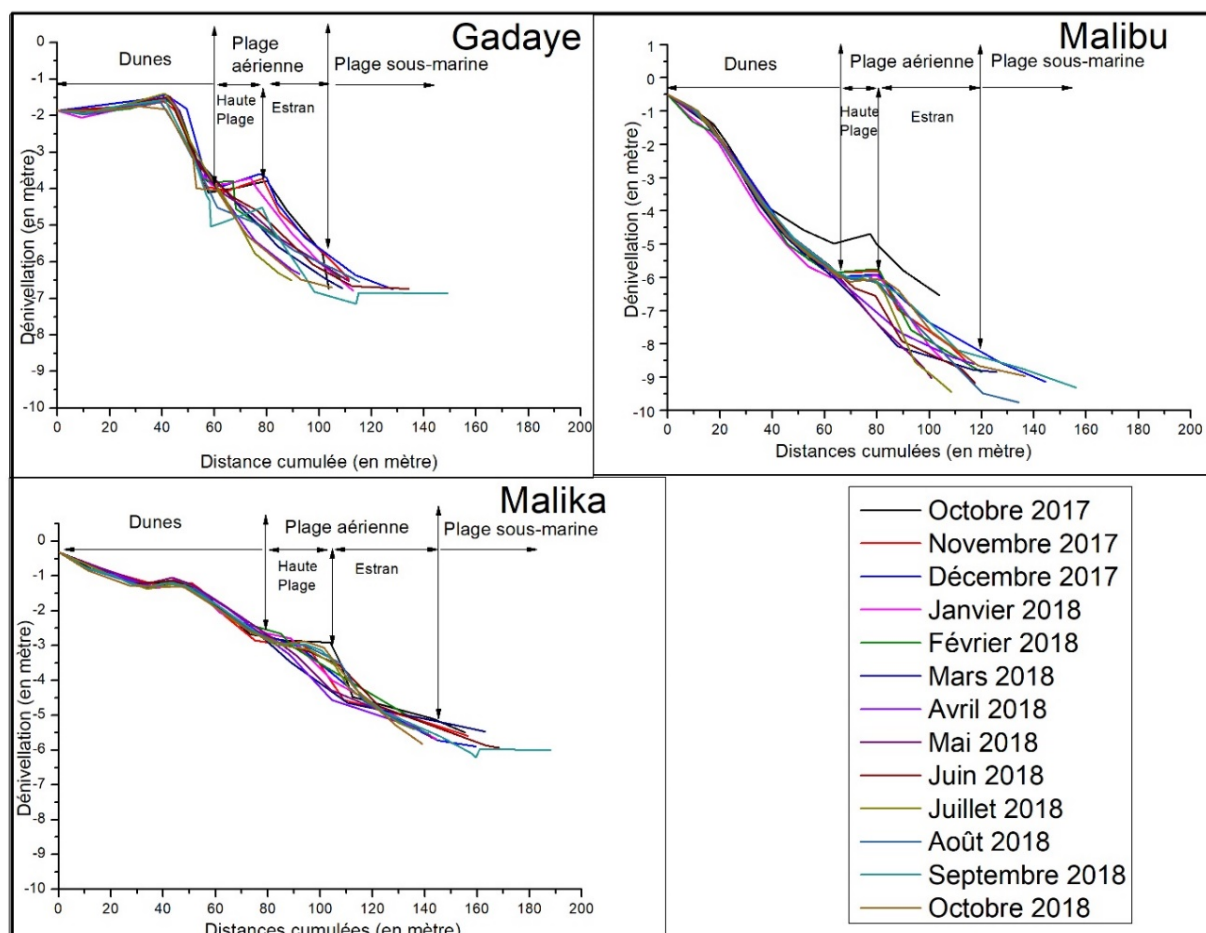 Gadaye
Dunes
Plage
aérienne
Plage sous-marine
Haute
Plage
Estran
Dénivellation (en mètre)
0
-1
-2
-3
-4
-5
-6
-7
-8
-9
-10
0 20 40 60 80 100 120 140 160 180 200
Distance cumulée (en mètre)
Malibu
Dunes
Plage aérienne
Plage sous-marine
Haute
Plage
Estran
Dénivellation (en mètre)
1
0
-1
-2
-3
-4
-5
-6
-7
-8
-9
-10
0 20 40 60 80 100 120 140 160 180 200
Distances cumulées (en mètre)
Malika
Dunes
Plage aérienne
Plage sous-marine
Haute
Plage
Estran
Dénivellation (en mètre)
0
-1
-2
-3
-4
-5
-6
-7
-8
-9
-10
0 20 40 60 80 100 120 140 160 180 200
Distances cumulées (en mètre)
Octobre 2017
Novembre 2017
Décembre 2017
Janvier 2018
Février 2018
Mars 2018
Avril 2018
Mai 2018
Juin 2018
Juillet 2018
Août 2018
Septembre 2018
Octobre 2018